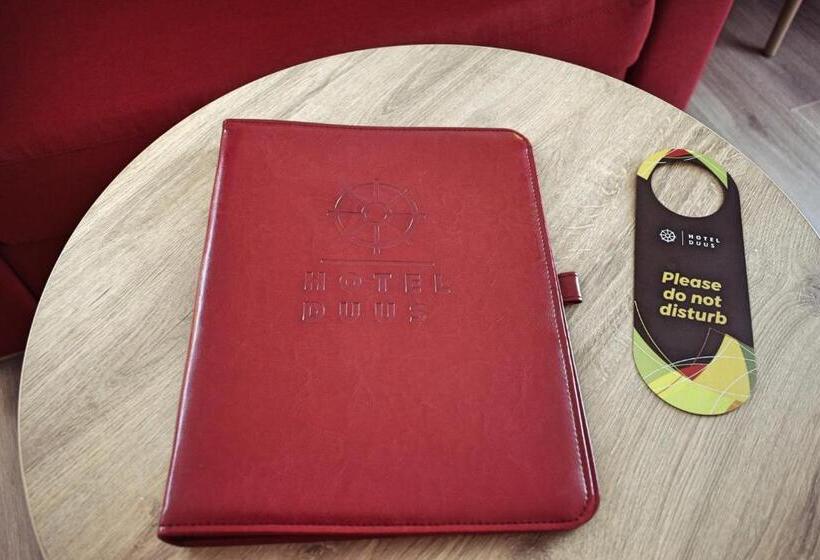 HOTEL
DUUS
HOTEL
DUUS
Please
do not
disturb